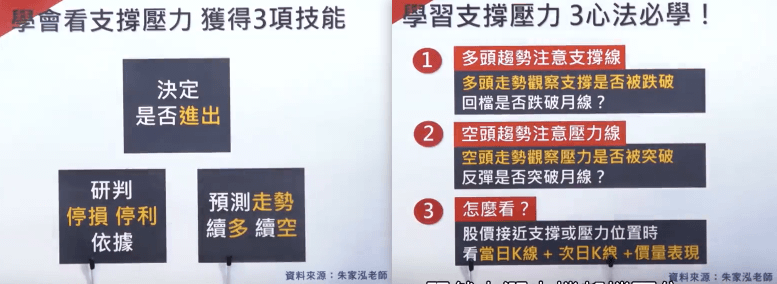 學會看支撐壓力 獲得3項技能
決定
是否進出
研判
停損 停利
依據
預測走勢
續多 續空
資料來源:朱家泓老師
學習支撐壓力 3心法必學!
1
多頭趨勢注意支撐線
多頭走勢觀察支撐是否被跌破
回檔是否跌破月線?
2
空頭趨勢注意壓力線
空頭走勢觀察壓力是否被突破
反彈是否突破月線?
3
怎麼看?
股價接近支撐或壓力位置時
看當日K線 + 次日K線 +價量表現
資料來源:朱家泓老師